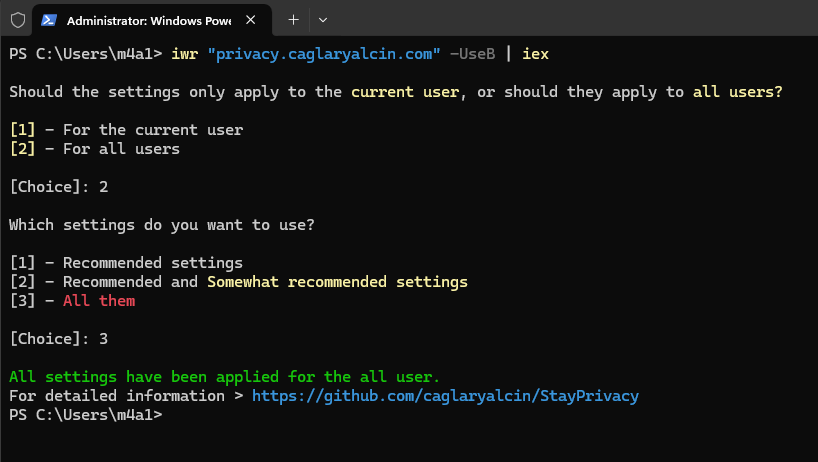 Administrator: Windows Powe
PS C:\Users\m4a1> iwr "privacy.caglaryalcin.com" -UseB | iex
Should the settings only apply to the current user, or should they apply to all users?
[1] - For the current user
[2] - For all users
[Choice]: 2
Which settings do you want to use?
[1] - Recommended settings
[2] - Recommended and Somewhat recommended settings
[3] - All them
[Choice]: 3
All settings have been applied for the all user.
For detailed information > https://github.com/caglaryalcin/StayPrivacy
PS C:\Users\m4a1>